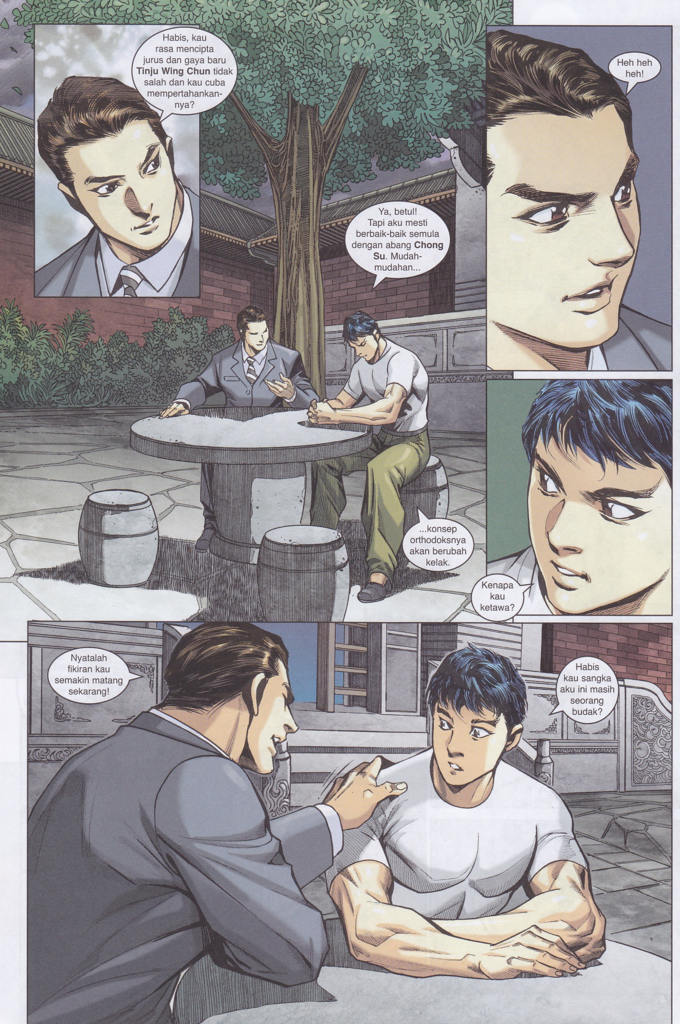 Habis, kau
rasa mencipta
jurus dan gaya baru
Tinju Wing Chun tidak
salah dan kau cuba
mempertahankan-
nya?
Ya, betul!
Tapi aku mesti
berbaik-baik semula
dengan abang Chong
Su. Mudah-
mudahan...
...konsep
orthodoksnya
akan berubah
kelak.
Heh heh
heh!
Kenapa
kau
ketawa?
Nyatalah
fikiran kau
semakin matang
sekarang!
Habis
kau sangka
aku ini masih
seorang
budak?